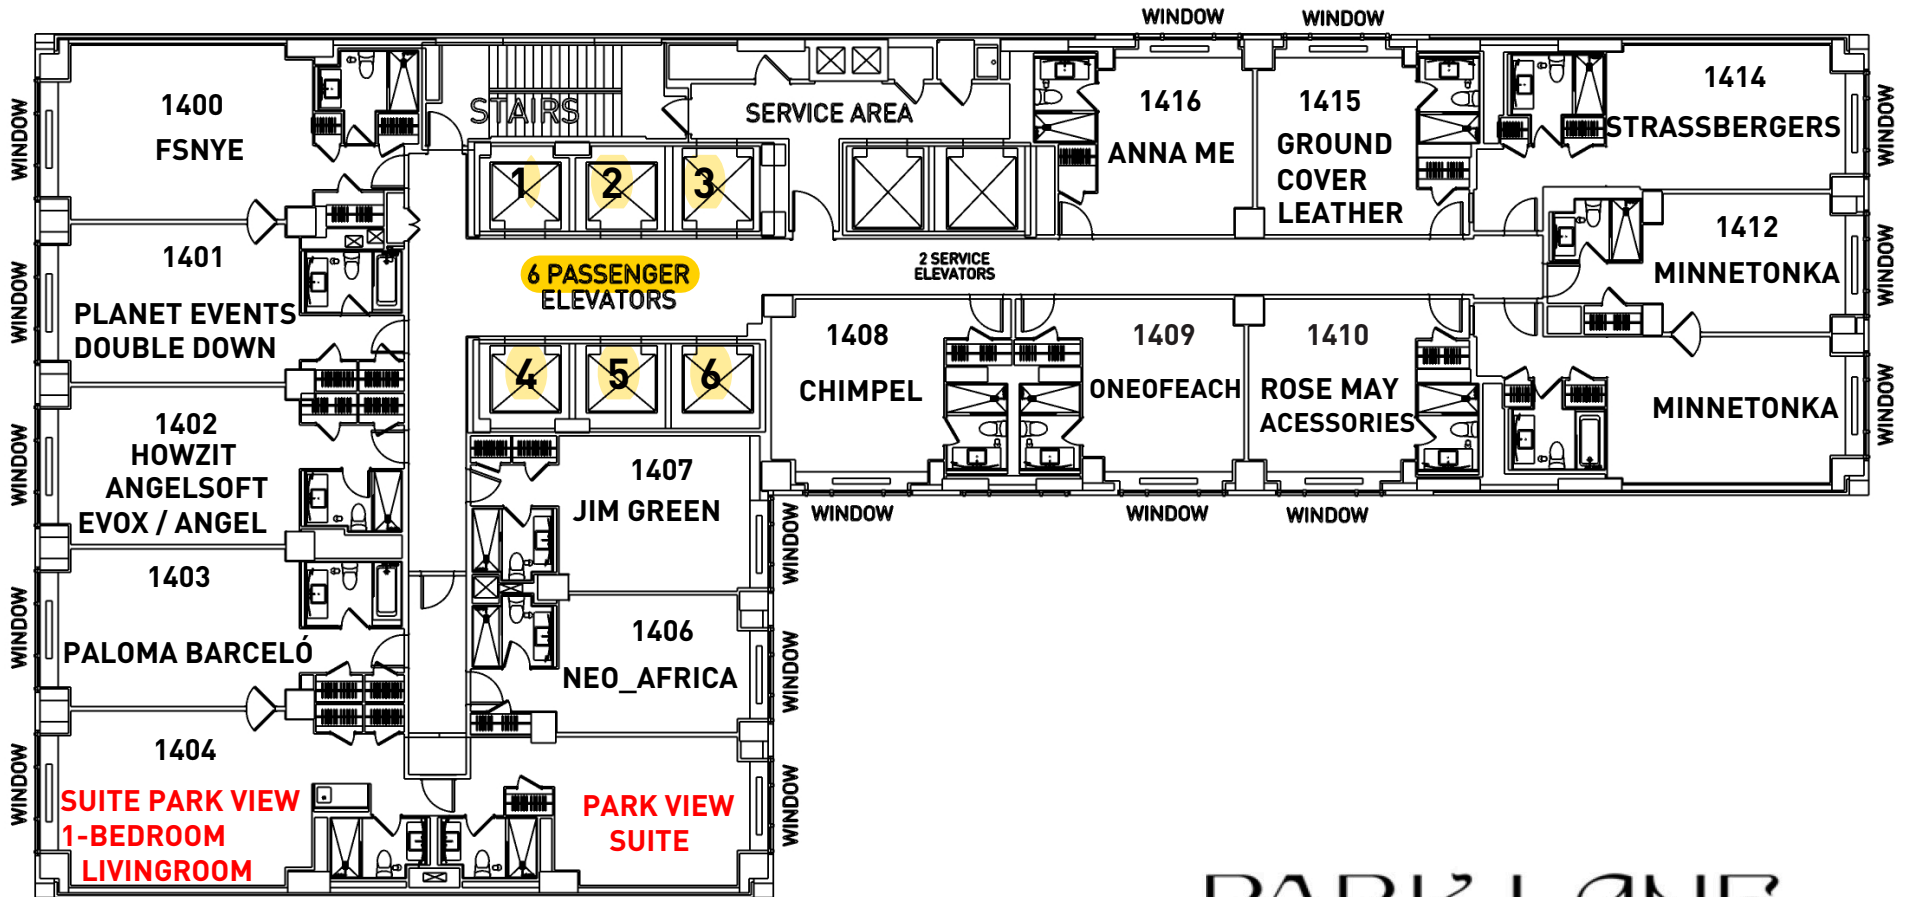 WINDOW
WINDOW
1400
FSNYE
STAIRS
SERVICE AREA
1416
ANNA ME
1415
GROUND
COVER
LEATHER
1414
STRASSBERGERS
WINDOW
WINDOW
1
2
3
1401
PLANET EVENTS
DOUBLE DOWN
WINDOW
6 PASSENGER
ELEVATORS
2 SERVICE
ELEVATORS
1412
MINNETONKA
WINDOW
4
5
6
1408
CHIMPEL
1409
ONEOFEACH
1410
ROSE MAY
ACESSORIES
MINNETONKA
WINDOW
1402
HOWZIT
ANGELSOFT
EVOX / ANGEL
WINDOW
1407
JIM GREEN
WINDOW
WINDOW
WINDOW
WINDOW
1403
PALOMA BARCELÓ
WINDOW
1406
NEO_AFRICA
WINDOW
1404
SUITE PARK VIEW
1-BEDROOM
LIVINGROOM
WINDOW
PARK VIEW
SUITE
WINDOW
PARK LANE